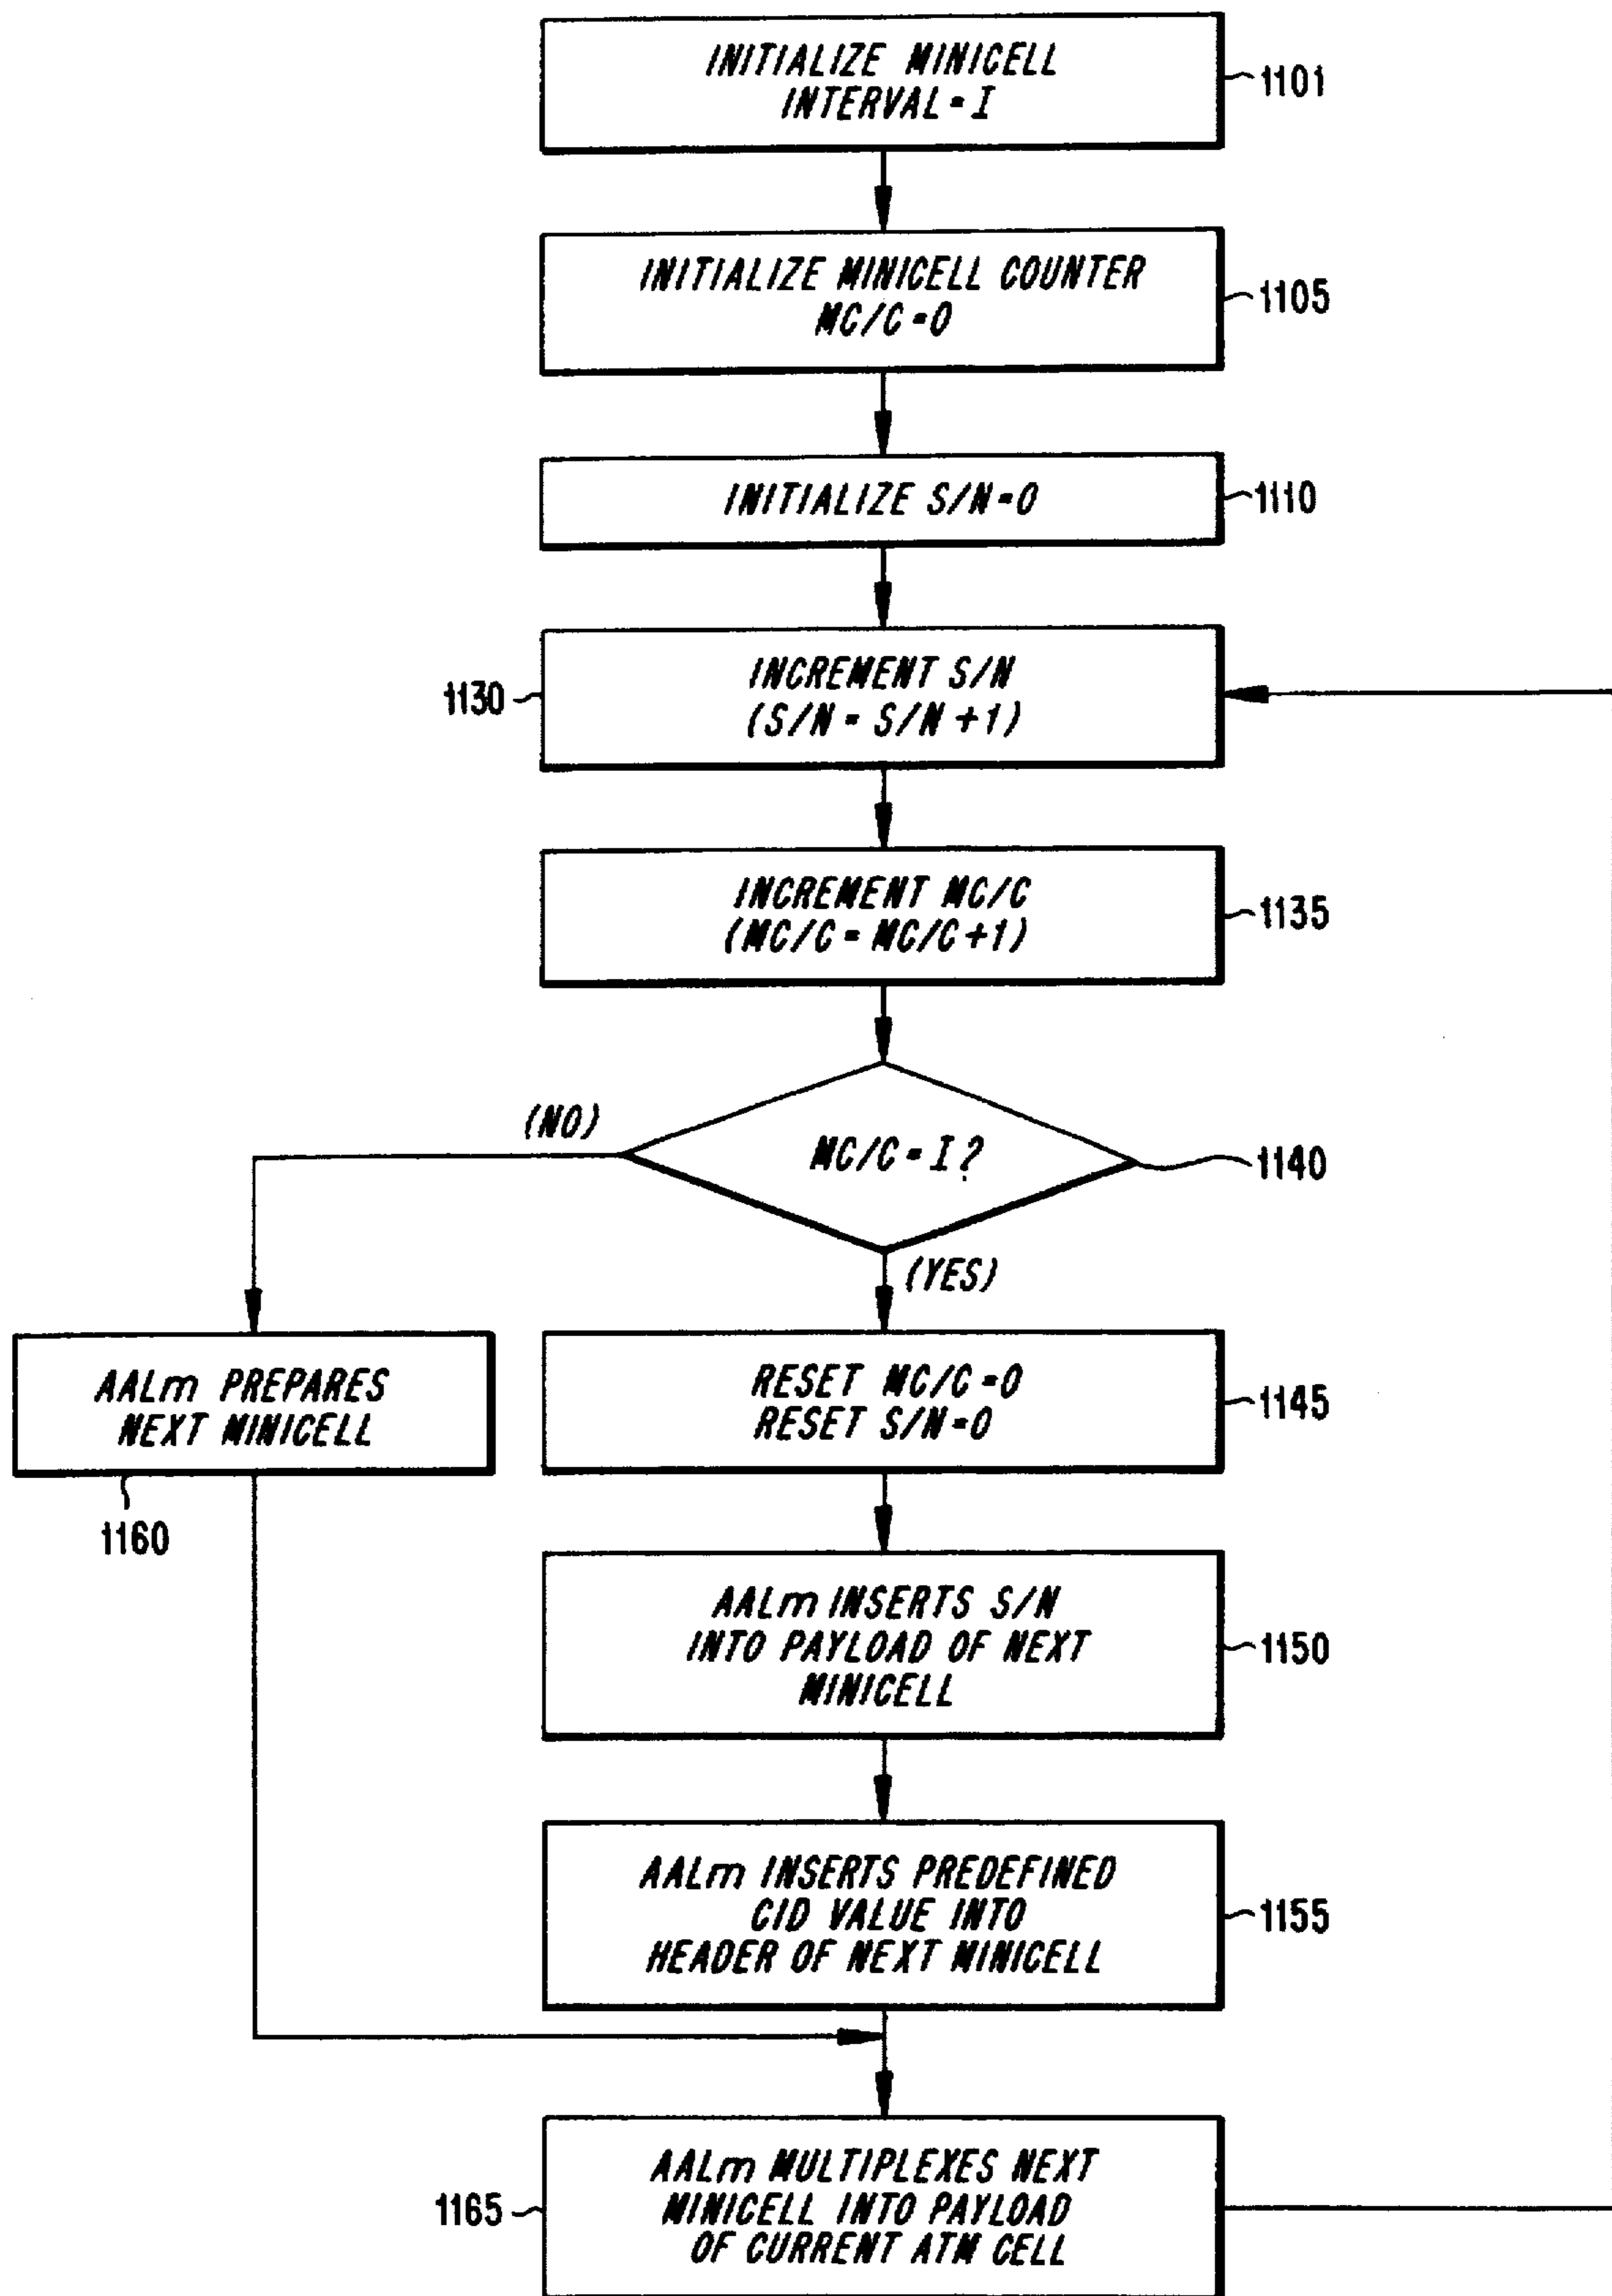 INITIALIZE MINICELL
INTERVAL = I
1101
INITIALIZE MINICELL COUNTER
MC/C = 0
1105
INITIALIZE S/N = 0
1110
1130
INCREMENT S/N
(S/N = S/N + 1)
INCREMENT MC/C
(MC/C = MC/C + 1)
1135
(NO)
MC/C = I ?
1140
(YES)
AALm PREPARES
NEXT MINICELL
1160
RESET MC/C = 0
RESET S/N = 0
1145
AALm INSERTS S/N
INTO PAYLOAD OF NEXT
MINICELL
1150
AALm INSERTS PREDEFINED
CID VALUE INTO
HEADER OF NEXT MINICELL
1155
1165
AALm MULTIPLEXES NEXT
MINICELL INTO PAYLOAD
OF CURRENT ATM CELL